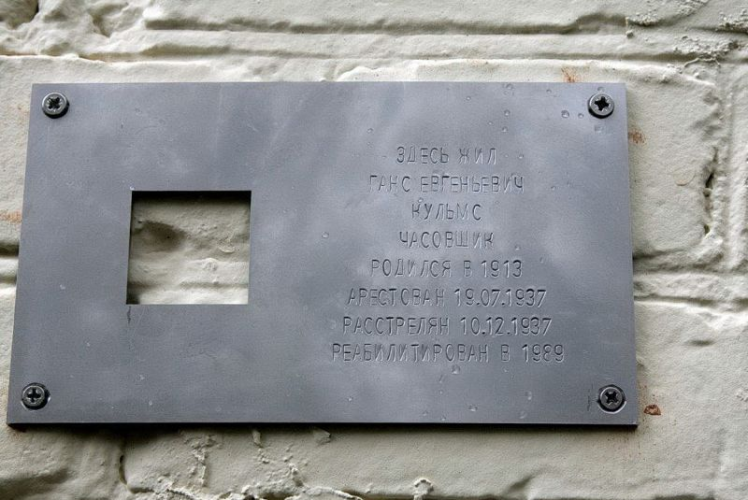 ЗДЕСЬ ЖИЛ
ГАНС ЕВГЕНЬЕВИЧ
КУЛЬМС
ЧАСОВЩИК
РОДИЛСЯ В 1913
АРЕСТОВАН 19.07.1937
РАССТРЕЛЯН 10.12.1937
РЕАБИЛИТИРОВАН В 1989